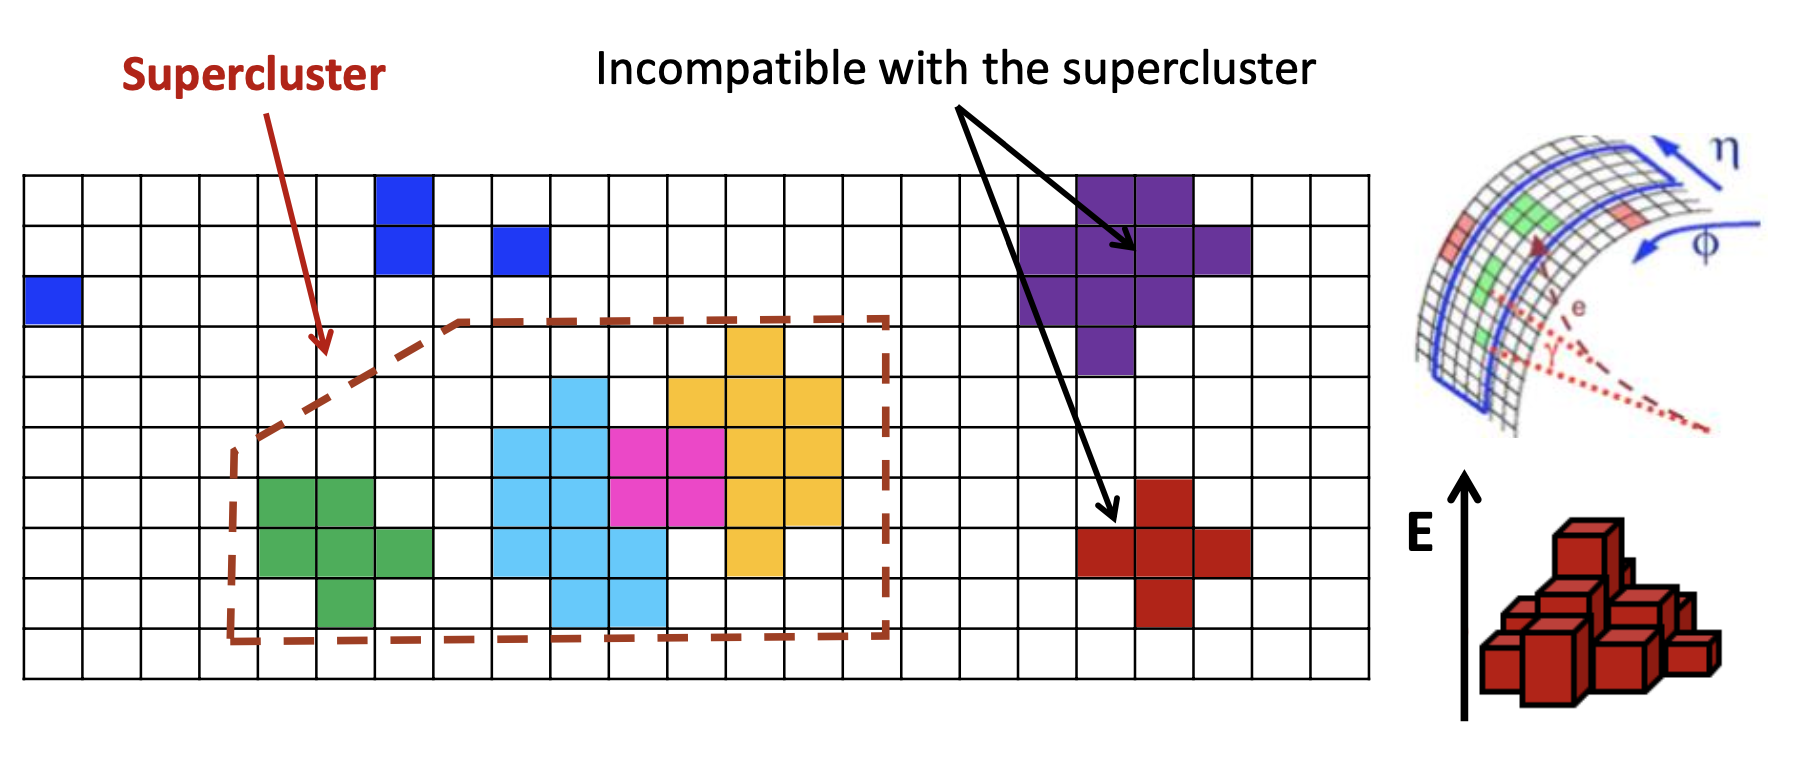 Supercluster
Incompatible with the supercluster
η
ϕ
e
γ
E